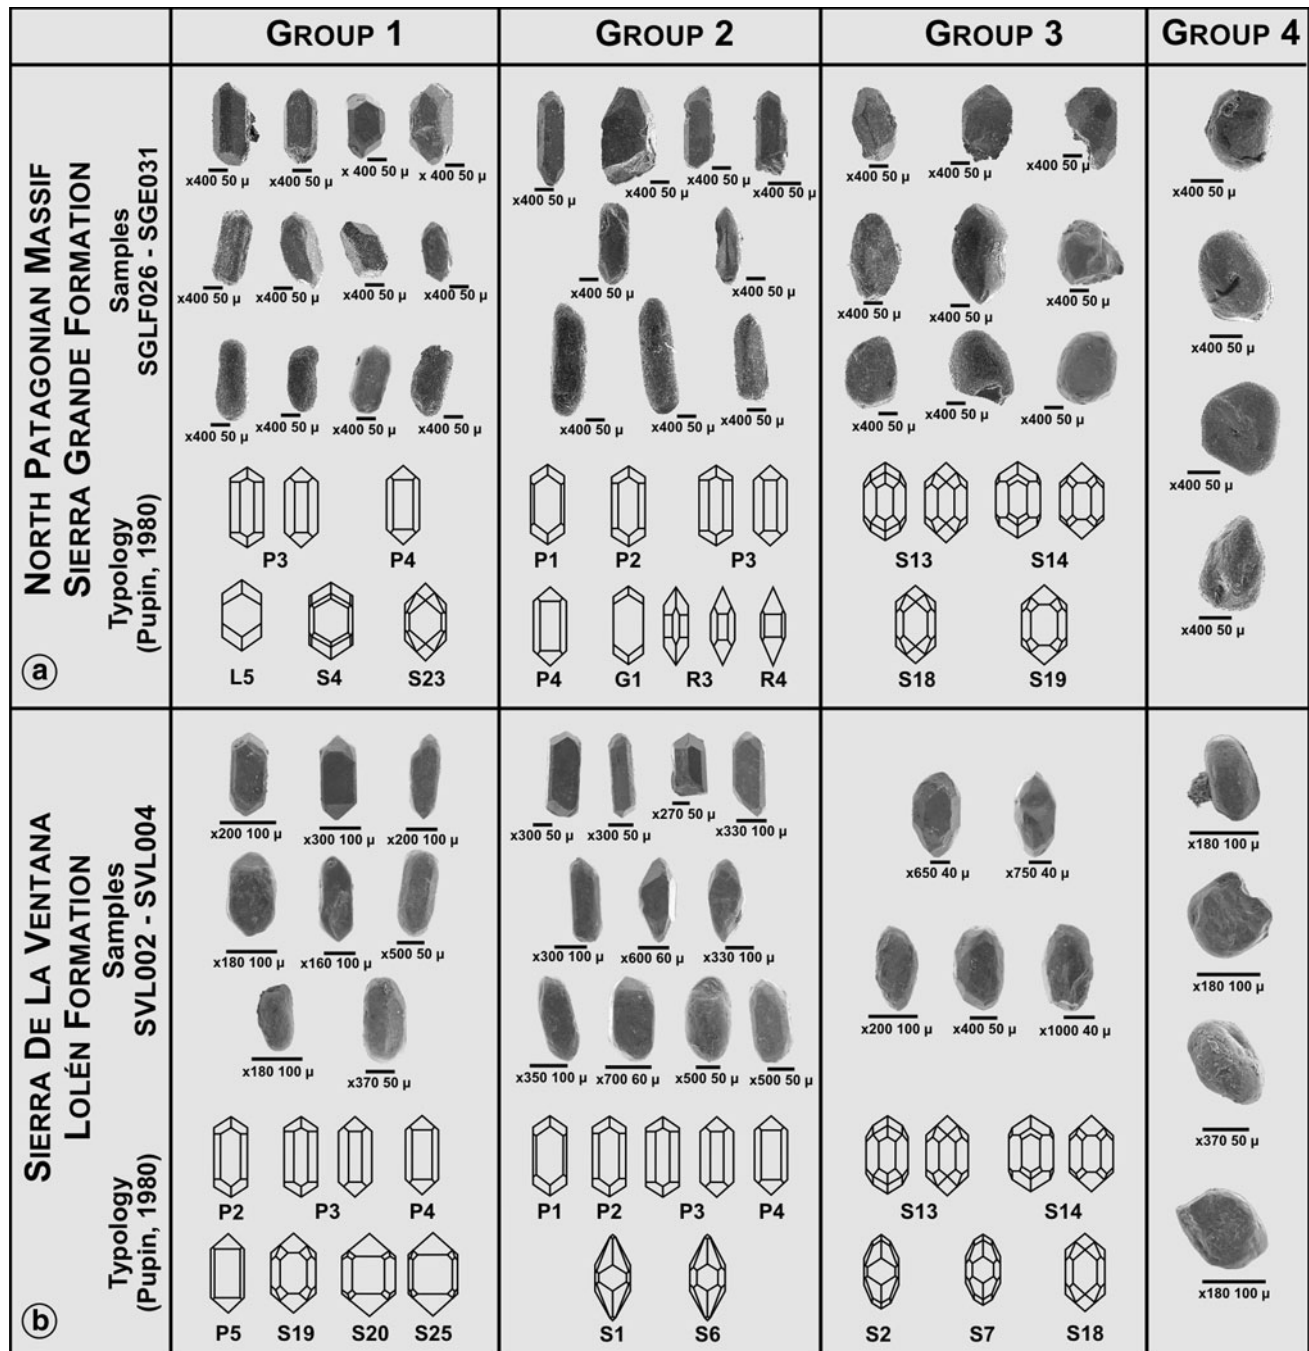 GROUP 1 GROUP 2 GROUP 3 GROUP 4
NORTH PATAGONIAN MASSIF
SIERRA GRANDE FORMATION
Samples
SGLF026 - SGE031
x400 50 µ x400 50 µ x 400 50 µ x 400 50 µ
x400 50 µ x400 50 µ x400 50 µ x400 50 µ
x400 50 µ x400 50 µ x400 50 µ x400 50 µ
x400 50 µ x400 50 µ x400 50 µ x400 50 µ
x400 50 µ x400 50 µ
x400 50 µ x400 50 µ x400 50 µ
x400 50 µ x400 50 µ x400 50 µ
x400 50 µ x400 50 µ x400 50 µ
x400 50 µ x400 50 µ x400 50 µ
x400 50 µ
x400 50 µ
x400 50 µ
x400 50 µ
Typology
(Pupin, 1980)
P3 P4
L5 S4 S23
P1 P2 P3
P4 G1 R3 R4
S13 S14
S18 S19
a
SIERRA DE LA VENTANA
LOLÉN FORMATION
Samples
SVL002 - SVL004
x200 100 µ x300 100 µ x200 100 µ
x180 100 µ x160 100 µ x500 50 µ
x180 100 µ x370 50 µ
x300 50 µ x300 50 µ x270 50 µ x330 100 µ
x300 100 µ x600 60 µ x330 100 µ
x350 100 µ x700 60 µ x500 50 µ x500 50 µ
x650 40 µ x750 40 µ
x200 100 µ x400 50 µ x1000 40 µ
x180 100 µ
x180 100 µ
x370 50 µ
x180 100 µ
Typology
(Pupin, 1980)
P2 P3 P4
P5 S19 S20 S25
P1 P2 P3 P4
S1 S6
S13 S14
S2 S7 S18
b